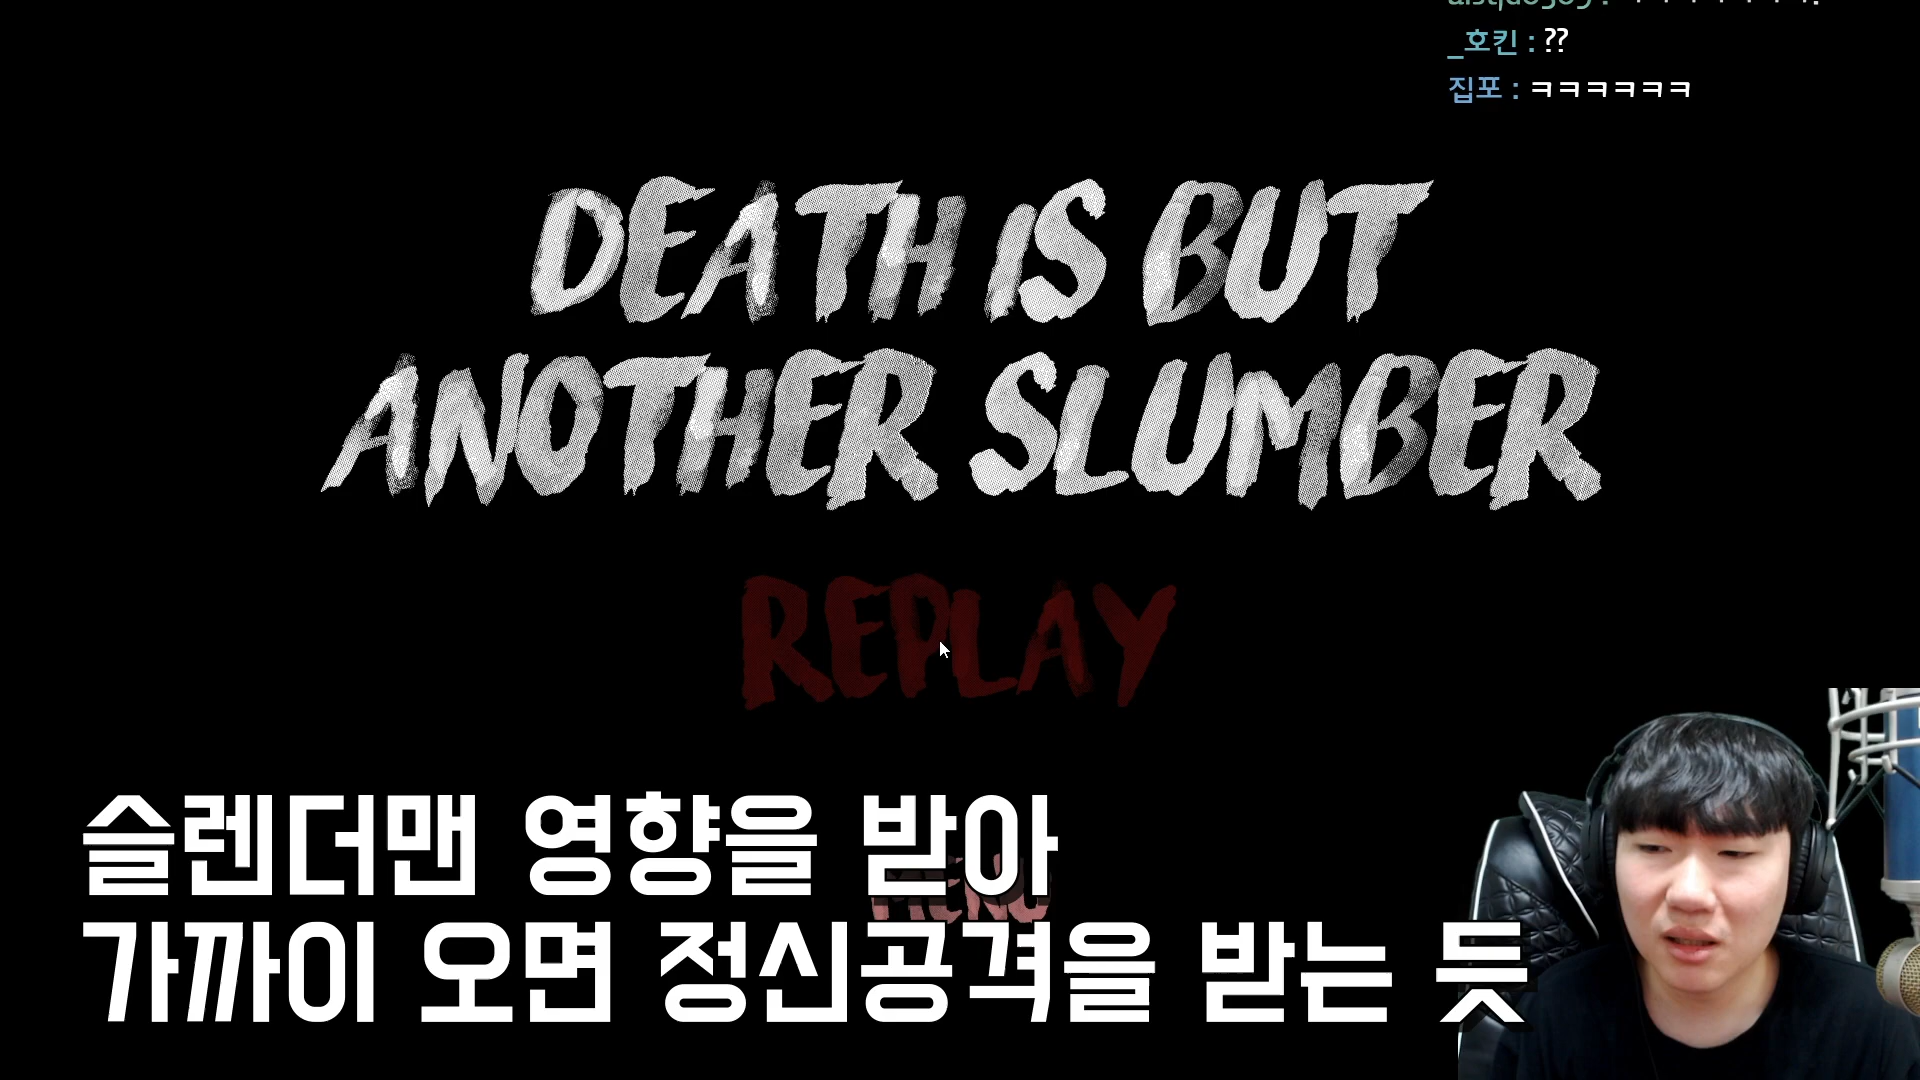 _호킨 : ??
집포 : ㅋㅋㅋㅋㅋㅋ
DEATH IS BUT
ANOTHER SLUMBER
REPLAY
슬렌더맨 영향을 받아
MENU
가까이 오면 정신공격을 받는 듯